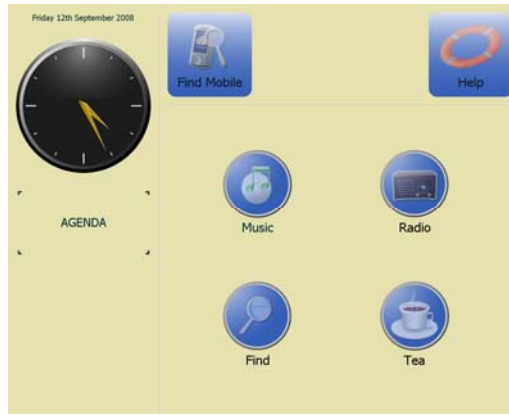 Friday 12th September 2008
Find Mobile
Help
AGENDA
Music
Radio
Find
Tea